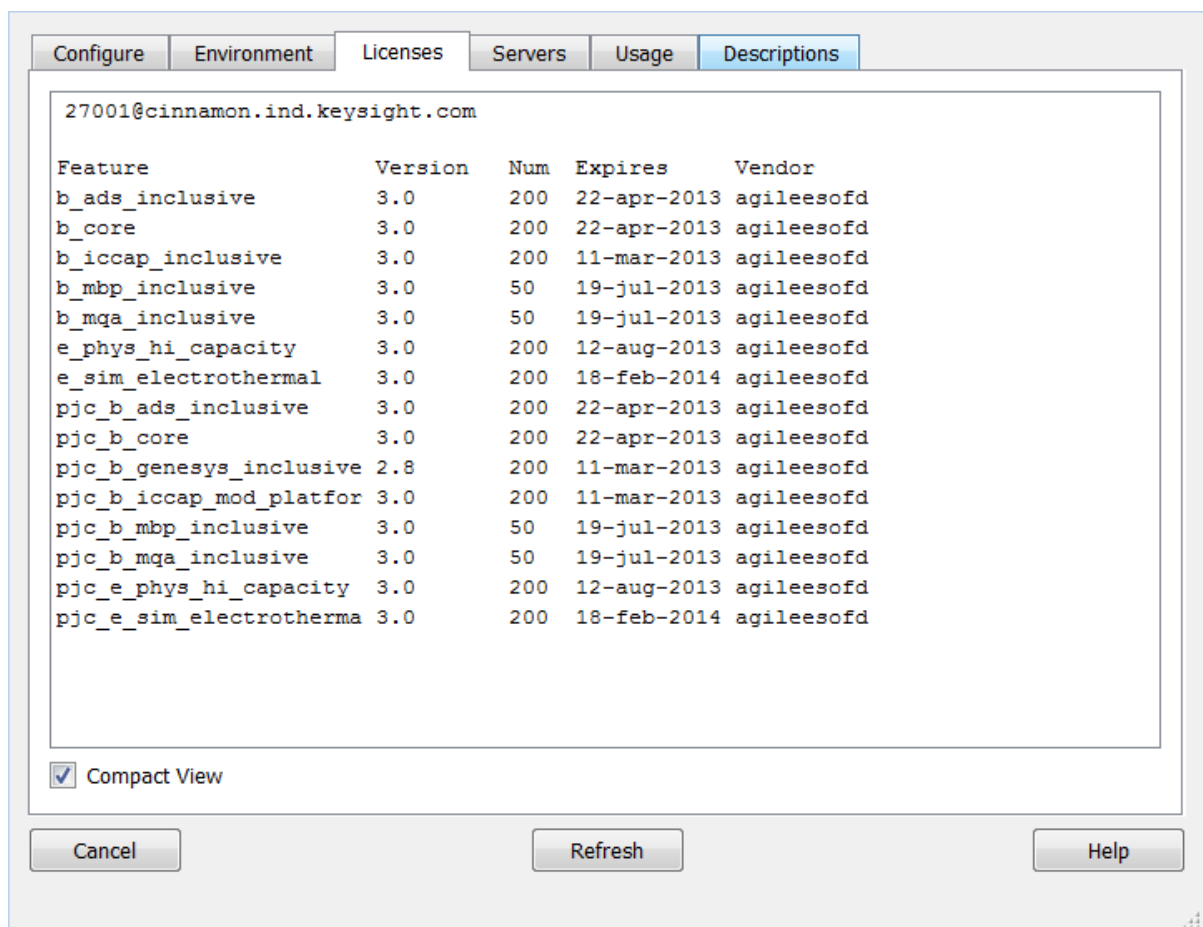 Configure Environment Licenses Servers Usage Descriptions
27001@cinnamon.ind.keysight.com
Feature Version Num Expires Vendor
b_ads_inclusive 3.0 200 22-apr-2013 agileesofd
b_core 3.0 200 22-apr-2013 agileesofd
b_iccap_inclusive 3.0 200 11-mar-2013 agileesofd
b_mbp_inclusive 3.0 50 19-jul-2013 agileesofd
b_mqa_inclusive 3.0 50 19-jul-2013 agileesofd
e_phys_hi_capacity 3.0 200 12-aug-2013 agileesofd
e_sim_electrothermal 3.0 200 18-feb-2014 agileesofd
pjc_b_ads_inclusive 3.0 200 22-apr-2013 agileesofd
pjc_b_core 3.0 200 22-apr-2013 agileesofd
pjc_b_genesys_inclusive 2.8 200 11-mar-2013 agileesofd
pjc_b_iccap_mod_platfor 3.0 200 11-mar-2013 agileesofd
pjc_b_mbp_inclusive 3.0 50 19-jul-2013 agileesofd
pjc_b_mqa_inclusive 3.0 50 19-jul-2013 agileesofd
pjc_e_phys_hi_capacity 3.0 200 12-aug-2013 agileesofd
pjc_e_sim_electrotherma 3.0 200 18-feb-2014 agileesofd
Compact View
Cancel Refresh Help